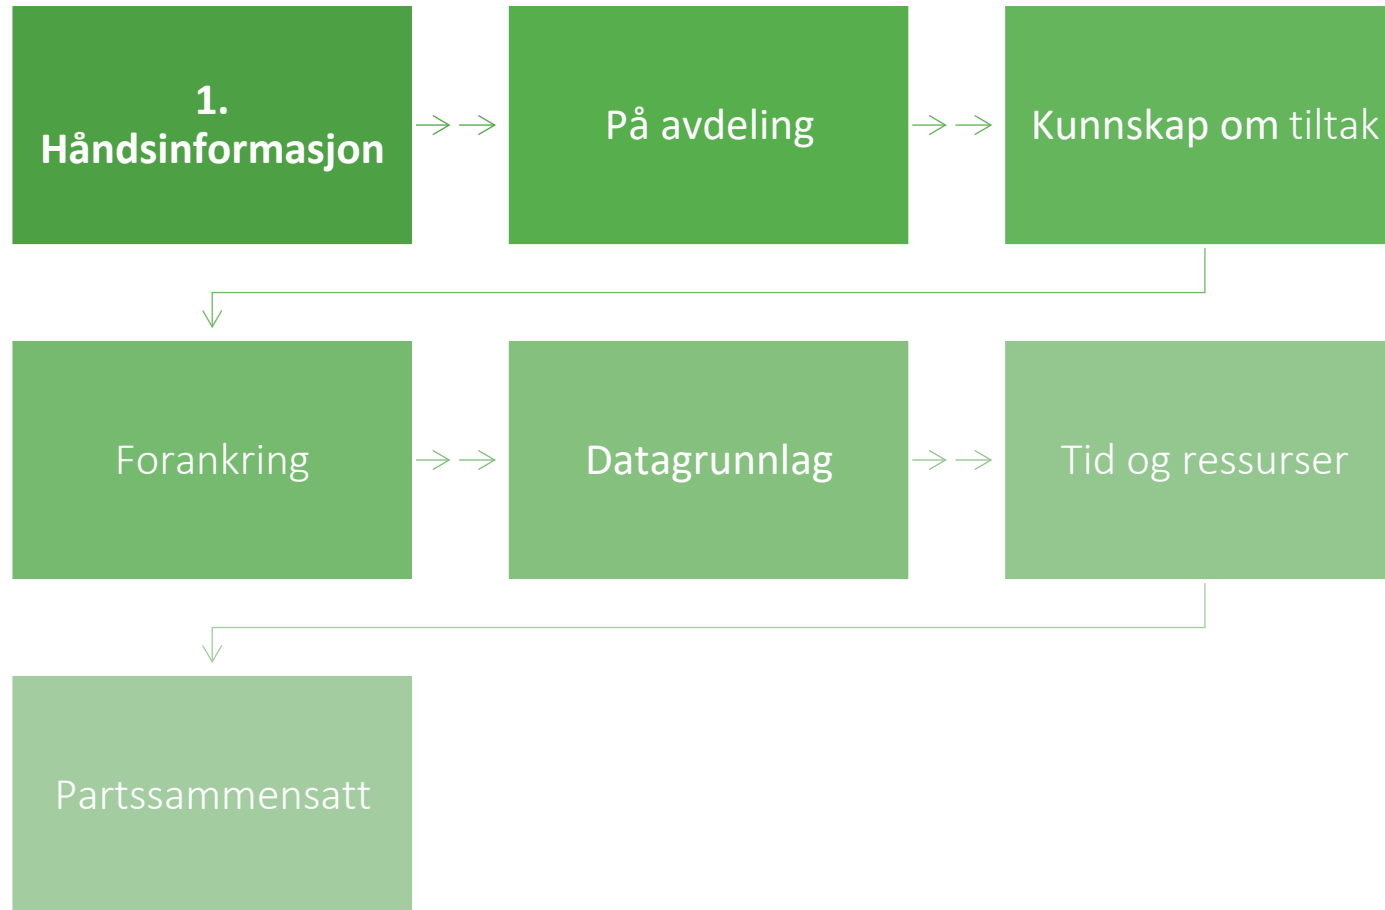 1.
Håndsinformasjon
På avdeling
Kunnskap om tiltak
Forankring
Datagrunnlag
Tid og ressurser
Partssammensatt